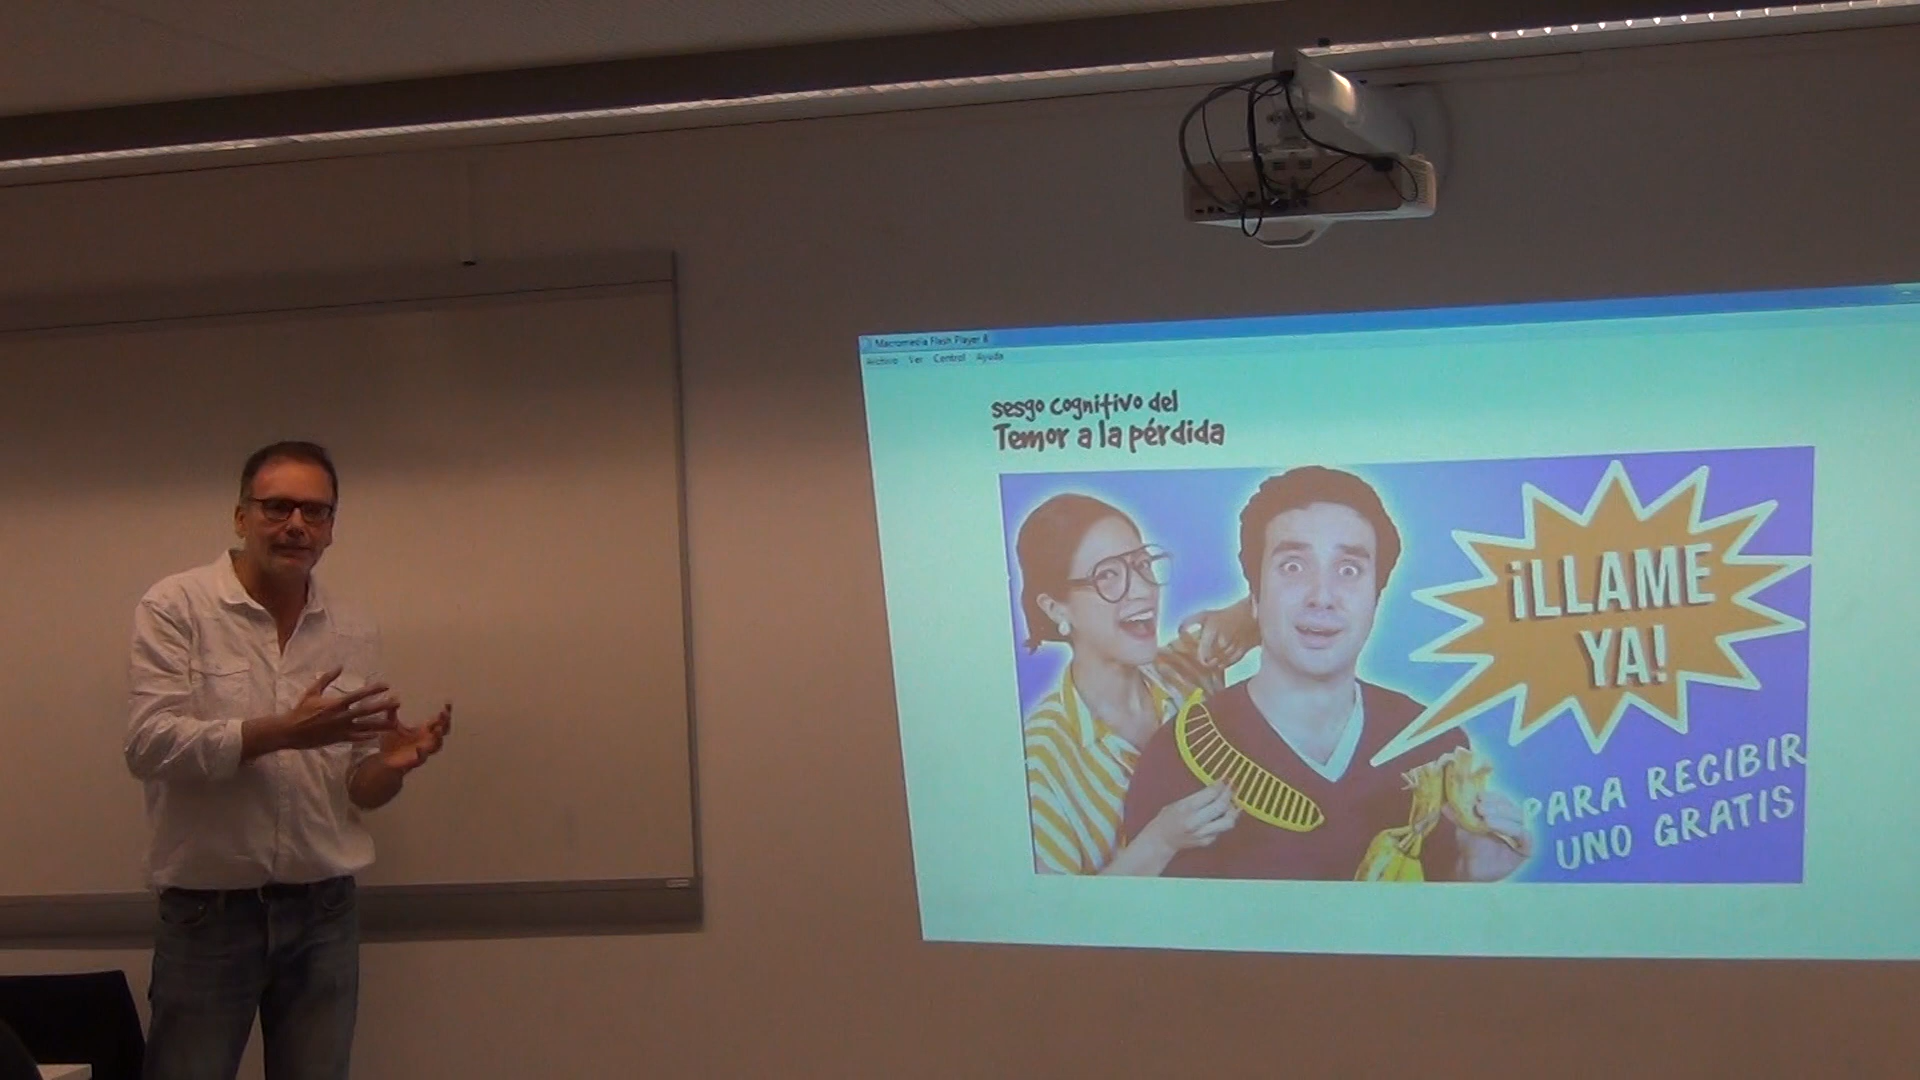 Macromedia Flash Player 8
Archivo Ver Control Ayuda
sesgo cognitivo del
Temor a la pérdida
¡LLAME
YA!
PARA RECIBIR
UNO GRATIS